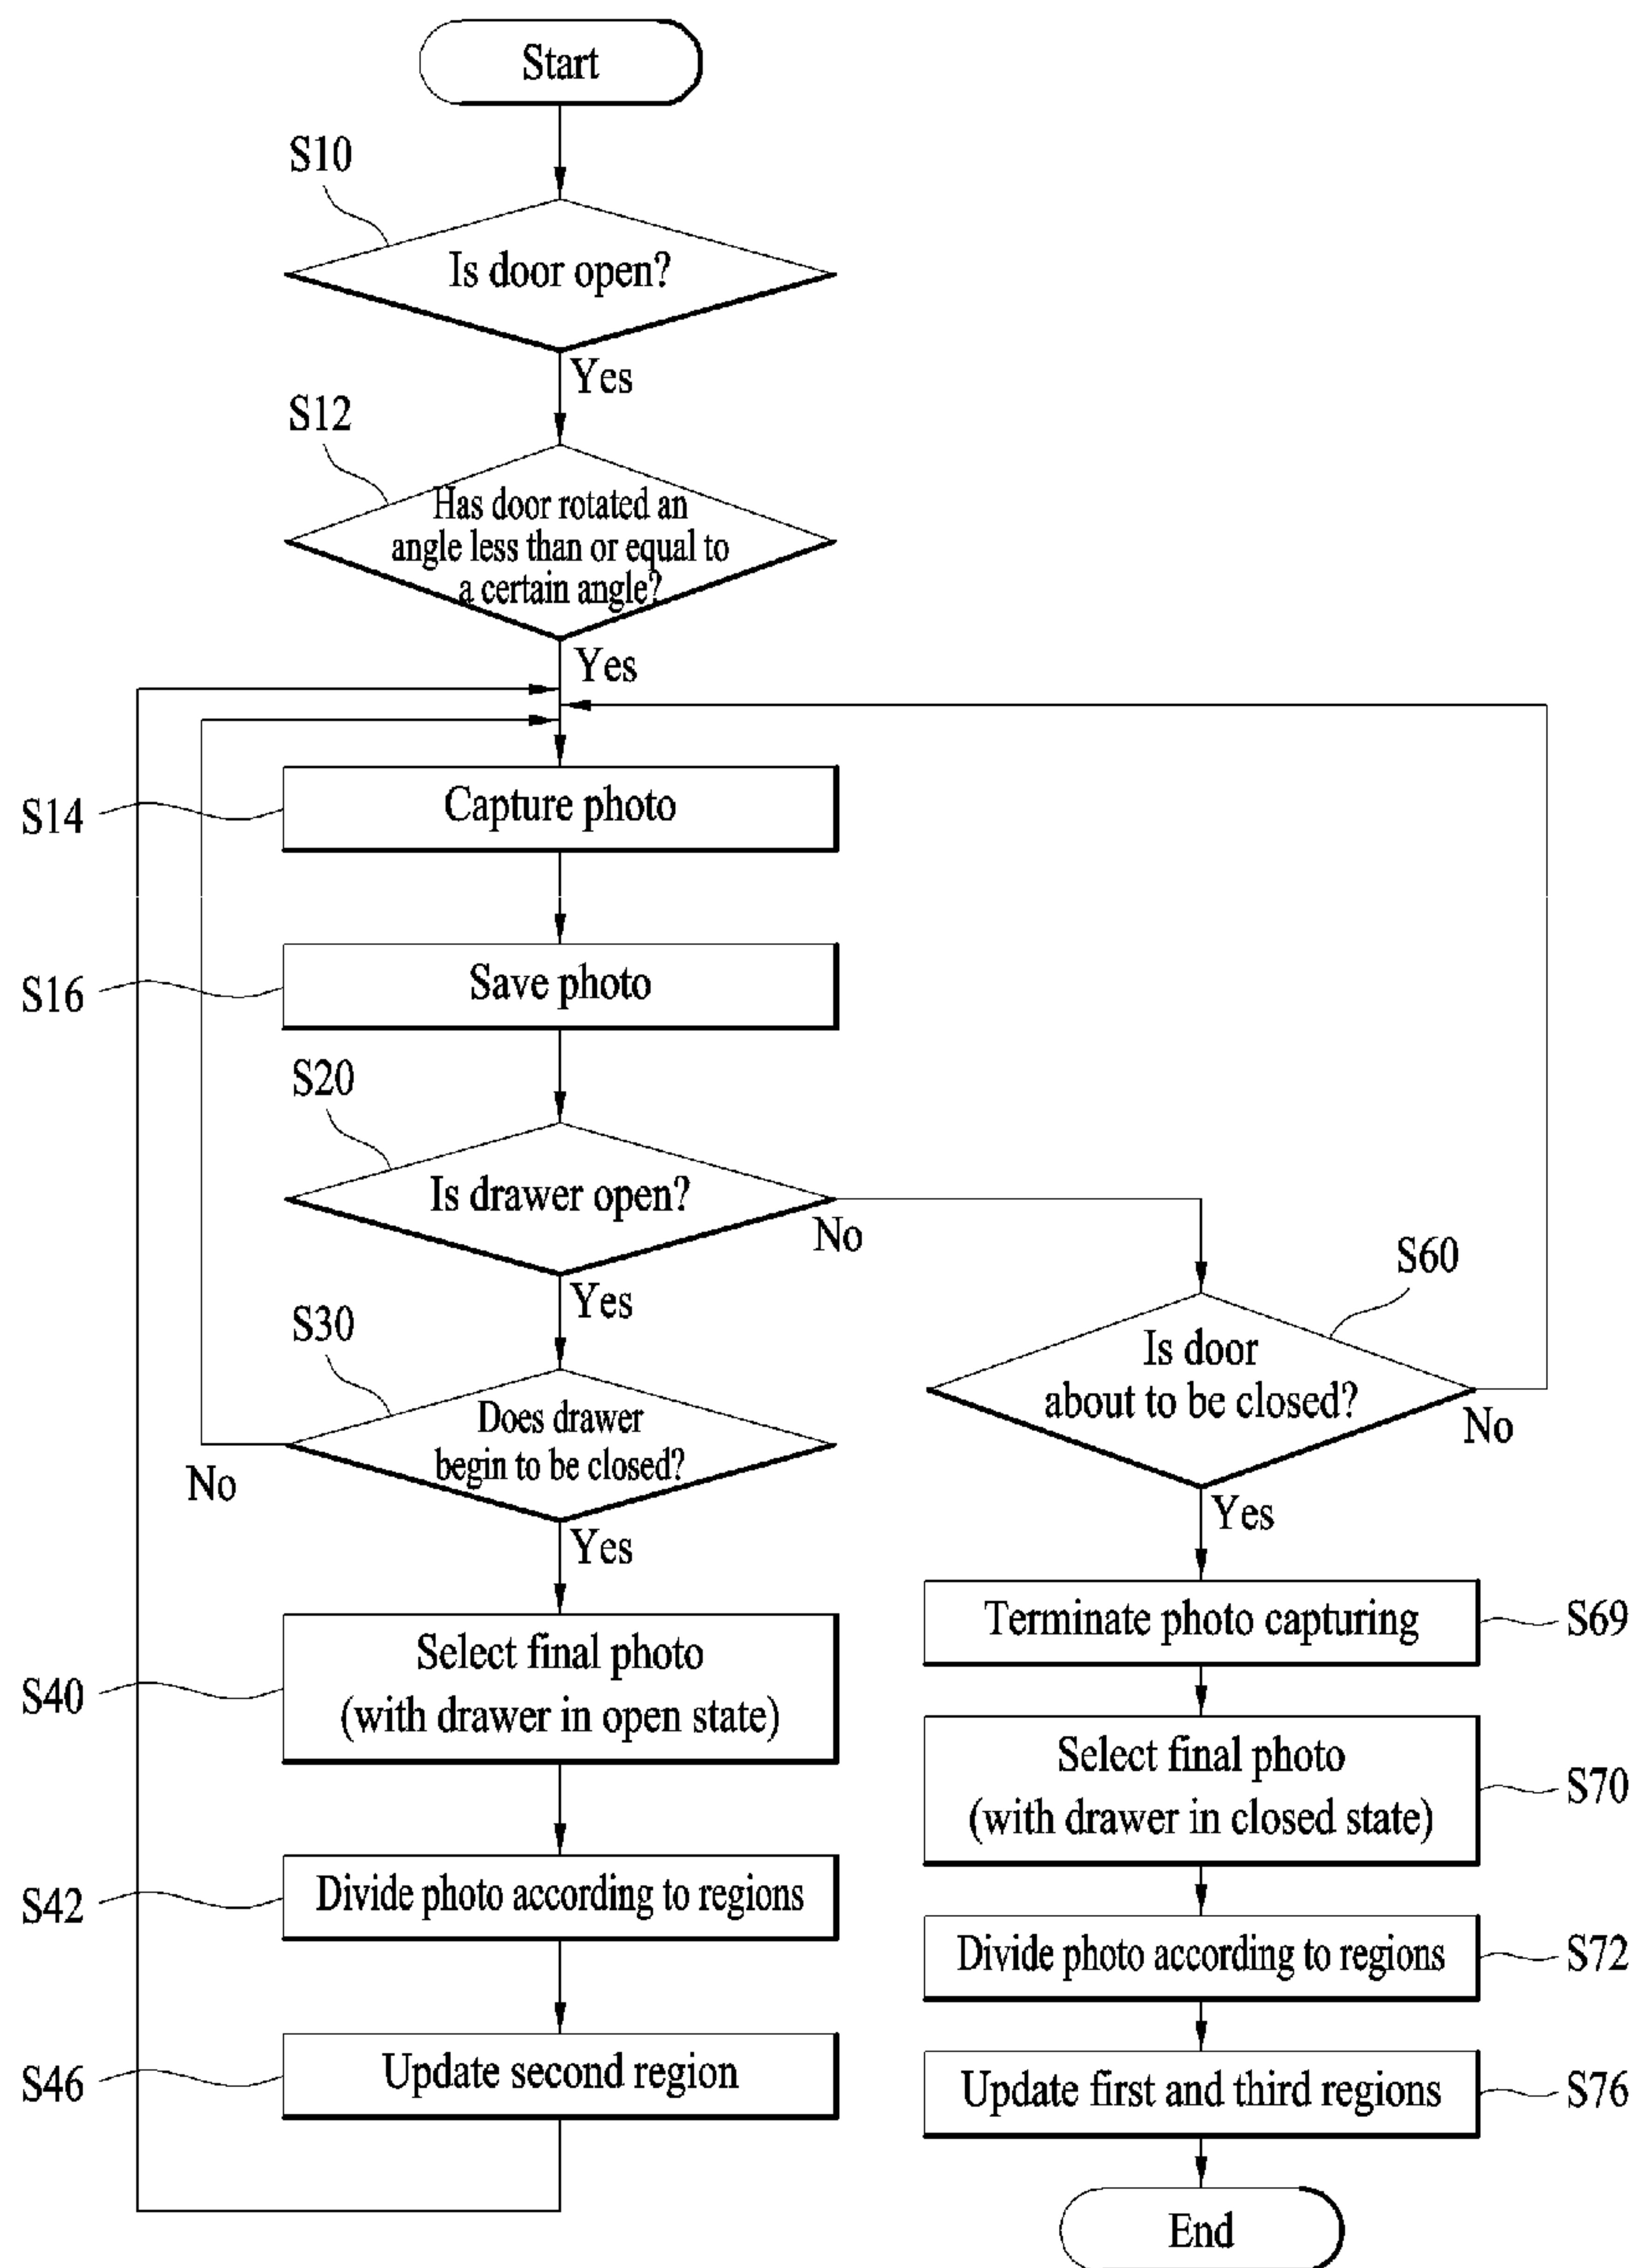 Start
S10
Is door open?
Yes
S12
Has door rotated an
angle less than or equal to
a certain angle?
Yes
S14
Capture photo
S16
Save photo
S20
Is drawer open?
No
Yes
S30
Does drawer
begin to be closed?
No
Yes
S60
Is door
about to be closed?
No
Yes
S40
Select final photo
(with drawer in open state)
S42
Divide photo according to regions
S46
Update second region
Terminate photo capturing
S69
Select final photo
(with drawer in closed state)
S70
Divide photo according to regions
S72
Update first and third regions
S76
End